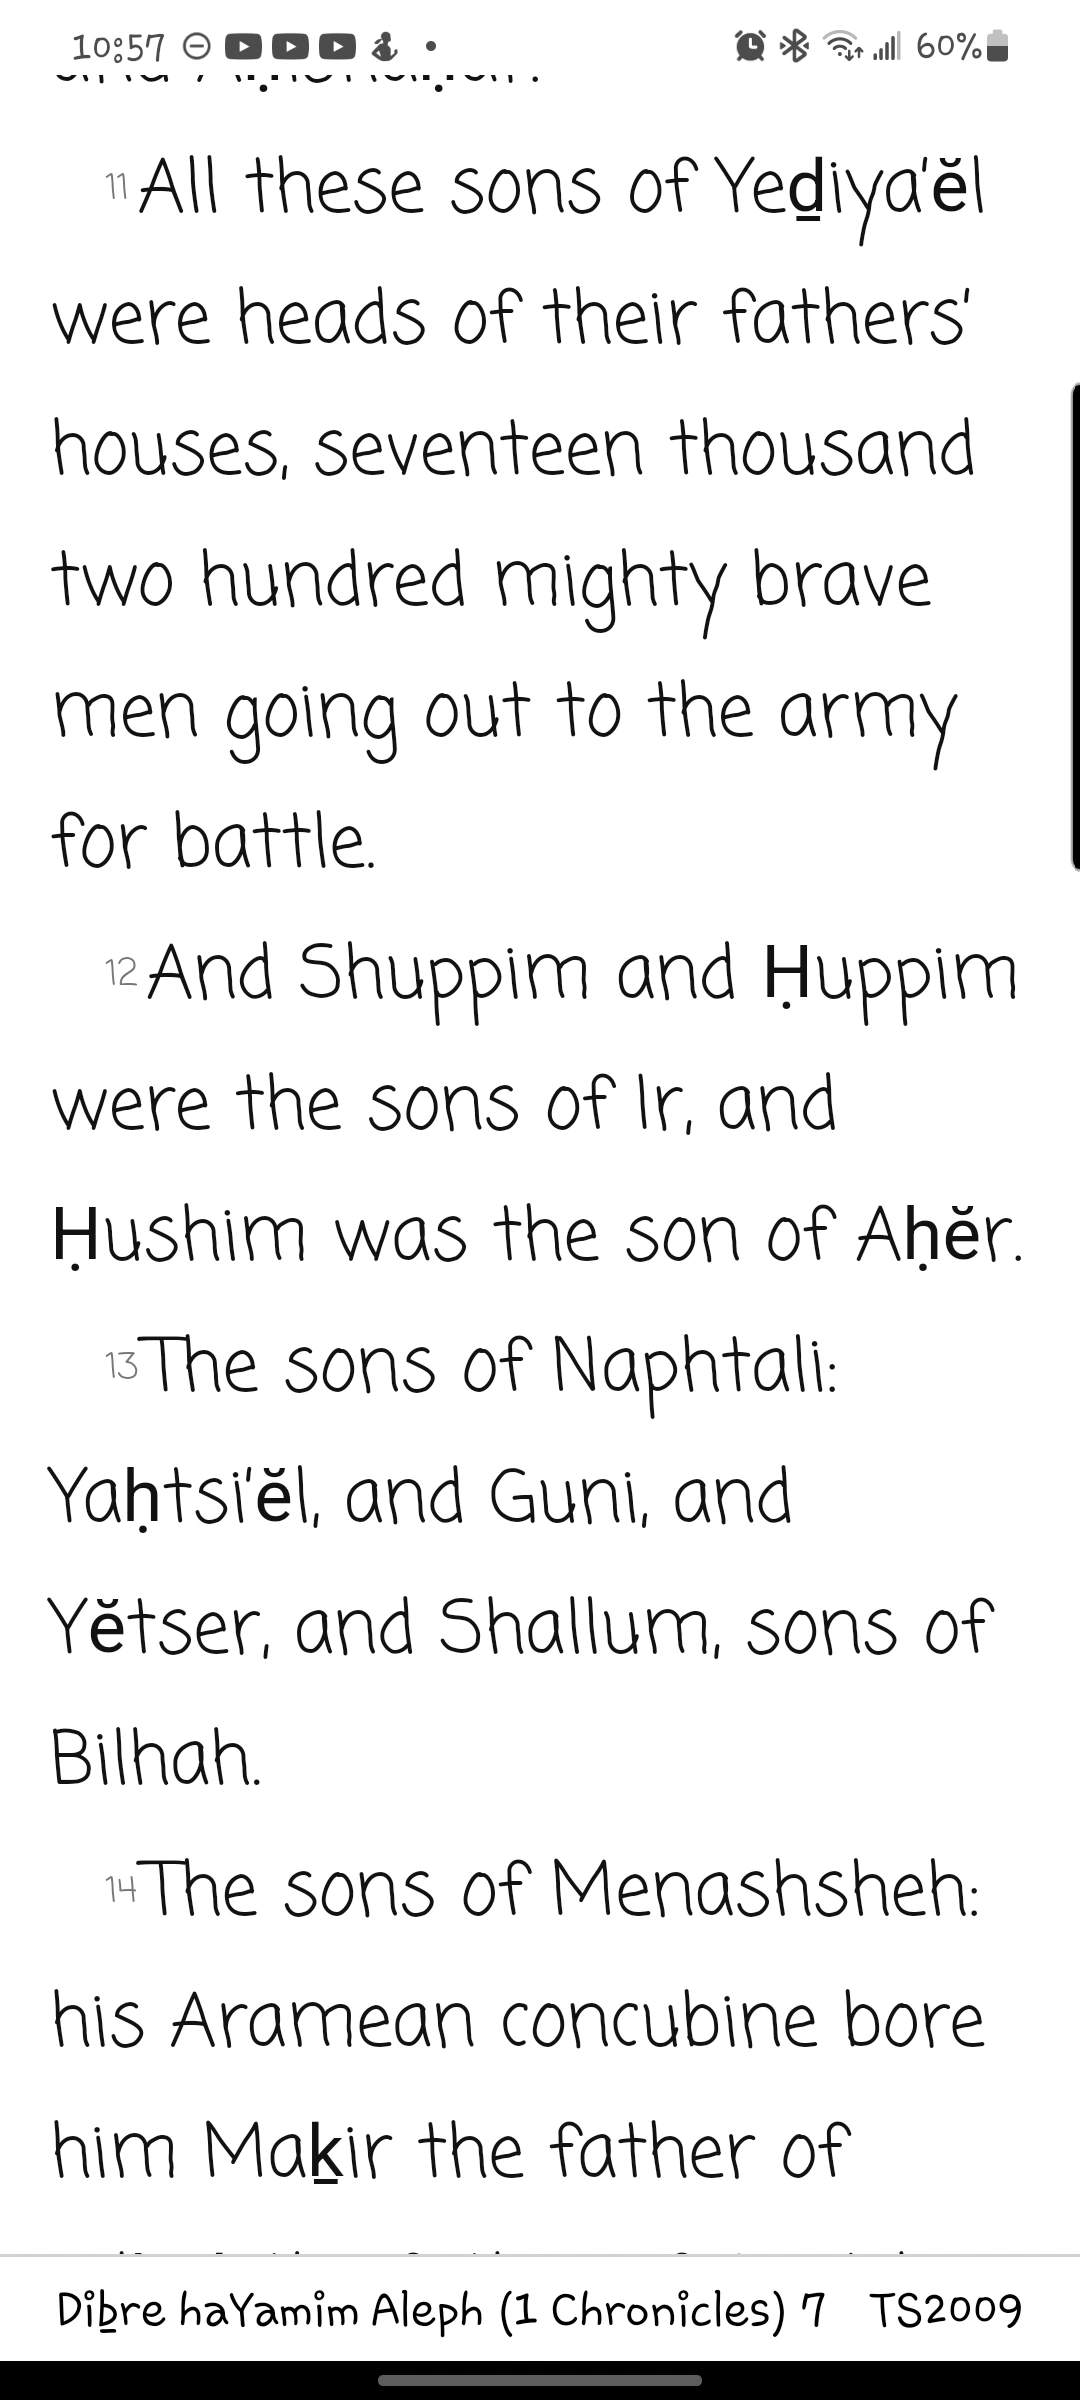 10:57 60%
11 All these sons of Yeḏiya'ĕl
were heads of their fathers'
houses, seventeen thousand
two hundred mighty brave
men going out to the army
for battle.
12 And Shuppim and Ḥuppim
were the sons of Ir, and
Ḥushim was the son of Aḥĕr.
13 The sons of Naphtali:
Yaḥtsi'ĕl, and Guni, and
Yĕtser, and Shallum, sons of
Bilhah.
14 The sons of Menashsheh:
his Aramean concubine bore
him Maḵir the father of
Diḇre haYamim Aleph (1 Chronicles) 7 TS2009